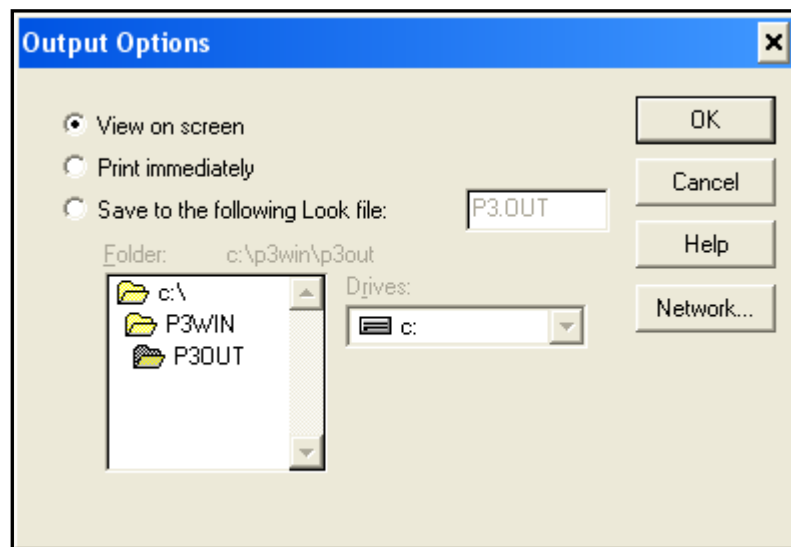 Output Options
View on screen
Print immediately
Save to the following Look file: P3.OUT
Folder: c:\p3win\p3out
c:\
P3WIN
P3OUT
Drives:
c:
OK
Cancel
Help
Network...